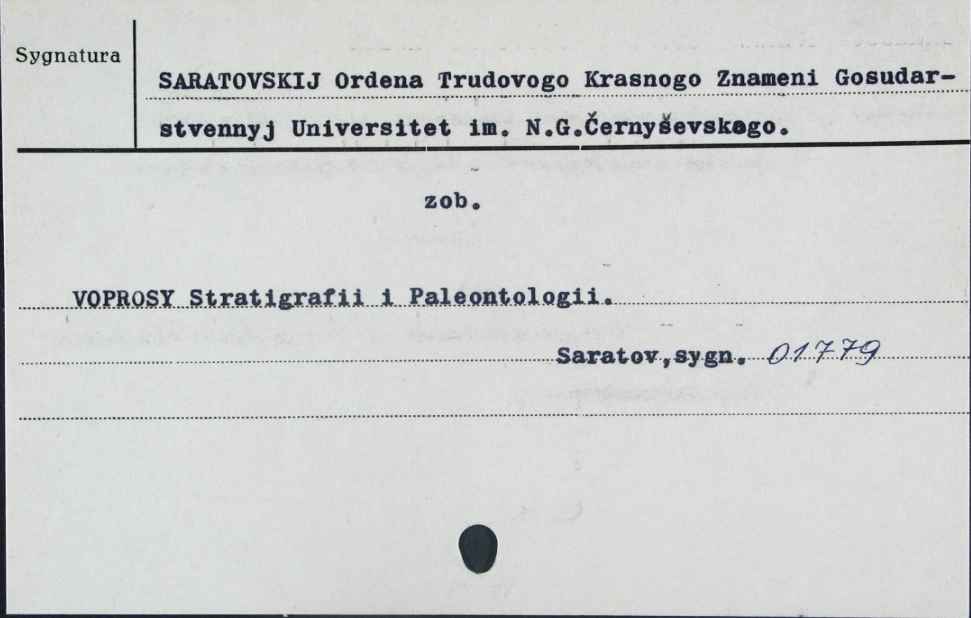 Sygnatura
SARATOVSKIJ Ordena Trudovogo Krasnogo Znameni Gosudar-
stvennyj Universitet im. N.G.Černyševskogo.
zob.
VOPROSY Stratigrafii i Paleontologii.
Saratov,sygn. 01779